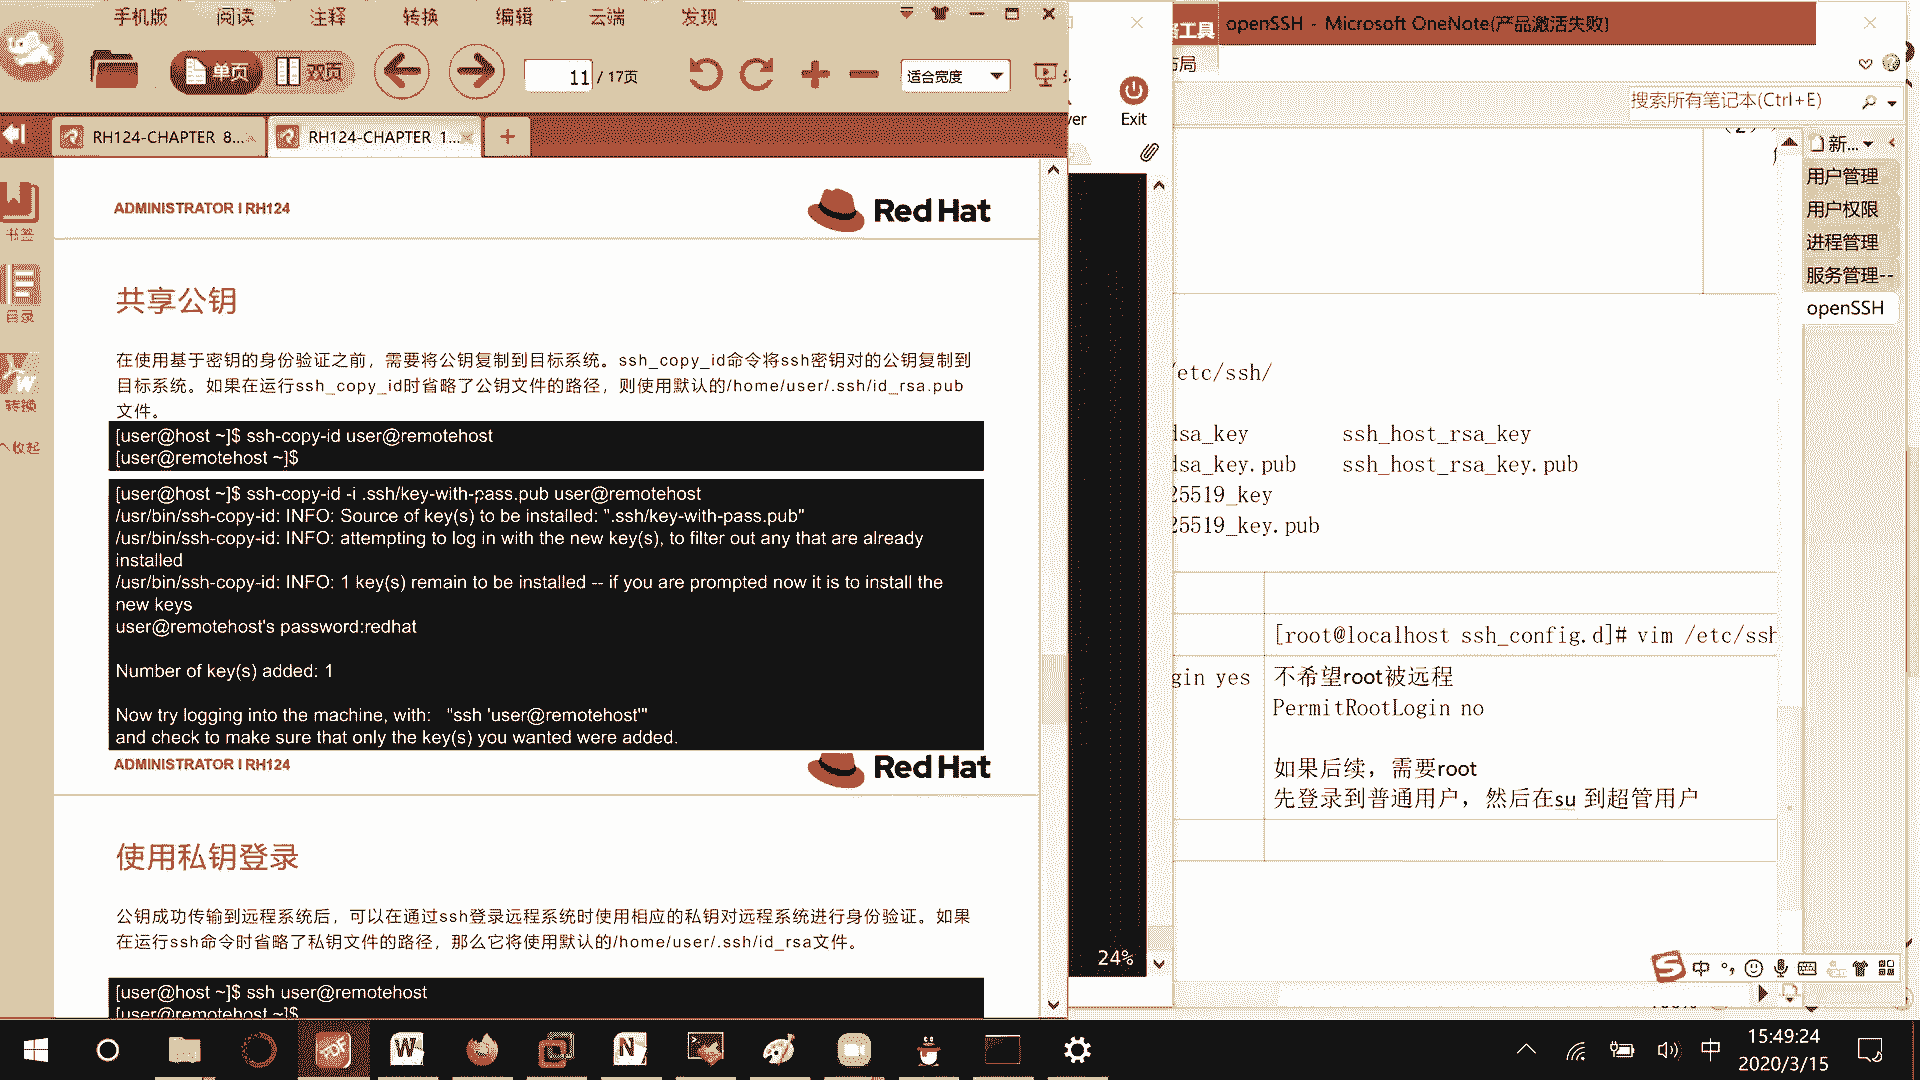 手机版 阅读 注释 转换 编辑 云端 发现
单页 双页 11 / 17页 适合宽度
RH124-CHAPTER 8... RH124-CHAPTER 1...
书签
目录
转换
收起
ADMINISTRATOR I RH124
Red Hat
共享公钥
在使用基于密钥的身份验证之前，需要将公钥复制到目标系统。ssh_copy_id命令将ssh密钥对的公钥复制到
目标系统。如果在运行ssh_copy_id时省略了公钥文件的路径，则使用默认的/home/user/.ssh/id_rsa.pub
文件。
[user@host ~]$ ssh-copy-id user@remotehost
[user@remotehost ~]$
[user@host ~]$ ssh-copy-id -i .ssh/key-with-pass.pub user@remotehost
/usr/bin/ssh-copy-id: INFO: Source of key(s) to be installed: ".ssh/key-with-pass.pub"
/usr/bin/ssh-copy-id: INFO: attempting to log in with the new key(s), to filter out any that are already
installed
/usr/bin/ssh-copy-id: INFO: 1 key(s) remain to be installed -- if you are prompted now it is to install the
new keys
user@remotehost's password:redhat
Number of key(s) added: 1
Now try logging into the machine, with: "ssh 'user@remotehost'"
and check to make sure that only the key(s) you wanted were added.
ADMINISTRATOR I RH124
Red Hat
使用私钥登录
公钥成功传输到远程系统后，可以在通过ssh登录远程系统时使用相应的私钥对远程系统进行身份验证。如果
在运行ssh命令时省略了私钥文件的路径，那么它将使用默认的/home/user/.ssh/id_rsa文件。
[user@host ~]$ ssh user@remotehost
[user@remotehost ~]$
ver Exit
24%
工具 openSSH - Microsoft OneNote(产品激活失败)
布局
搜索所有笔记本(Ctrl+E)
新...
用户管理
用户权限
进程管理
服务管理--
openSSH
/etc/ssh/
dsa_key ssh_host_rsa_key
dsa_key.pub ssh_host_rsa_key.pub
25519_key
25519_key.pub
[root@localhost ssh_config.d]# vim /etc/ssh
gin yes 不希望root被远程
PermitRootLogin no
如果后续，需要root
先登录到普通用户，然后在su 到超管用户
中
中 15:49:24
2020/3/15